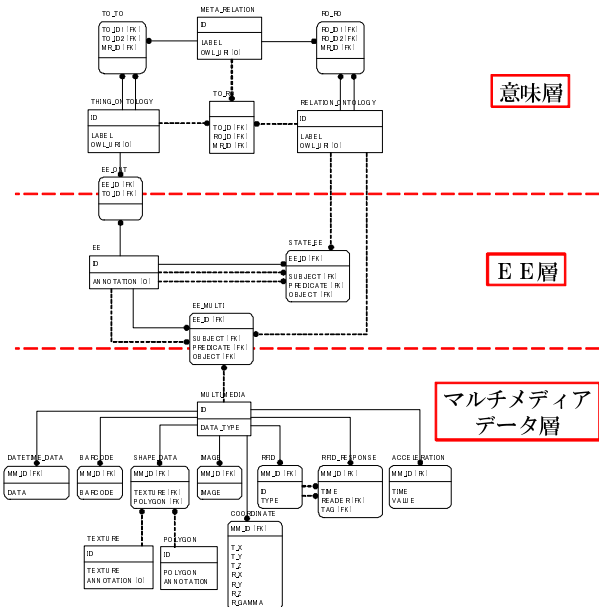 TO_TO
TO_ID1 (FK)
TO_ID2 (FK)
MR_ID (FK)
META_RELATION
ID
LABEL
OWL_URI (O)
RO_RO
RO_ID1 (FK)
RO_ID2 (FK)
MR_ID (FK)
意味層
THING_ONTOLOGY
ID
LABEL
OWL_URI (O)
TO_RO
TO_ID (FK)
RO_ID (FK)
MR_ID (FK)
RELATION_ONTOLOGY
ID
LABEL
OWL_URI (O)
EE_ONT
EE_ID (FK)
TO_ID (FK)
EE
ID
ANNOTATION (O)
STATE_EE
EE_ID (FK)
SUBJECT (FK)
PREDICATE (FK)
OBJECT (FK)
EE層
EE_MULTI
EE_ID (FK)
SUBJECT (FK)
PREDICATE (FK)
OBJECT (FK)
MULTIMEDIA
ID
DATA_TYPE
マルチメディア
データ層
DATETIME_DATA
MM_ID (FK)
DATA
BARCODE
MM_ID (FK)
BARCODE
SHAPE_DATA
MM_ID (FK)
TEXTURE (FK)
POLYGON (FK)
IMAGE
MM_ID (FK)
IMAGE
RFID
MM_ID (FK)
ID
TYPE
RFID_RESPONSE
MM_ID (FK)
TIME
READER (FK)
TAG (FK)
ACCELERATION
MM_ID (FK)
TIME
VALUE
COORDINATE
MM_ID (FK)
T_X
T_Y
T_Z
R_X
R_Y
R_Z
R_GAMMA
TEXTURE
ID
TEXTURE
ANNOTATION (O)
POLYGON
ID
POLYGON
ANNOTATION